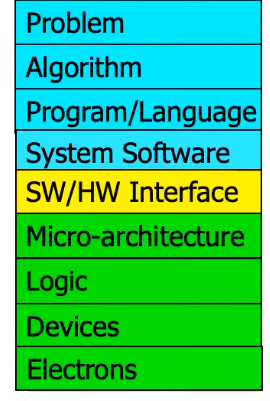 Problem
Algorithm
Program/Language
System Software
SW/HW Interface
Micro-architecture
Logic
Devices
Electrons